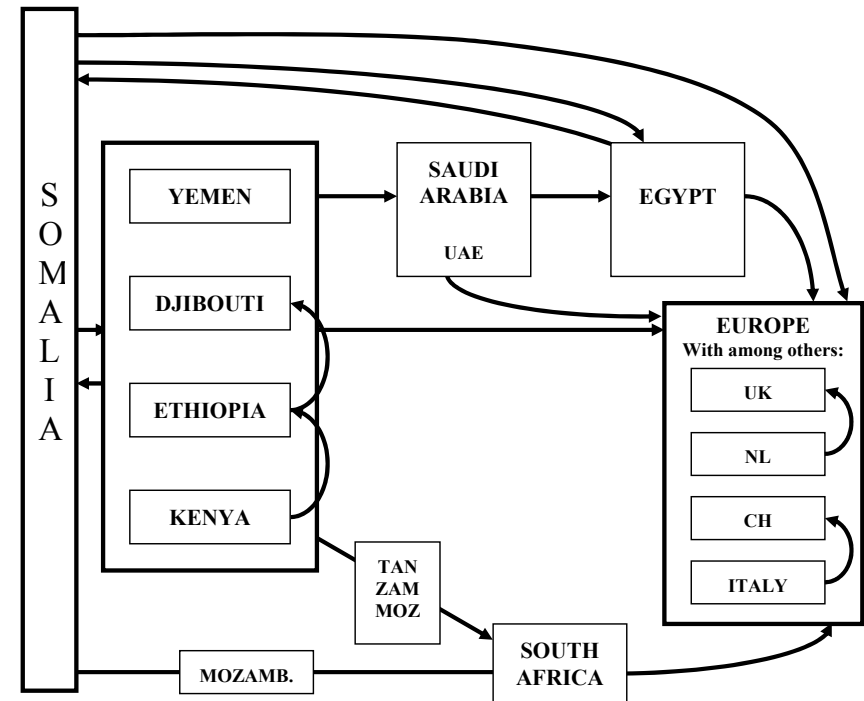 SOMALIA
YEMEN
DJIBOUTI
ETHIOPIA
KENYA
SAUDI
ARABIA
UAE
EGYPT
EUROPE
With among others:
UK
NL
CH
ITALY
TAN
ZAM
MOZ
MOZAMB.
SOUTH
AFRICA